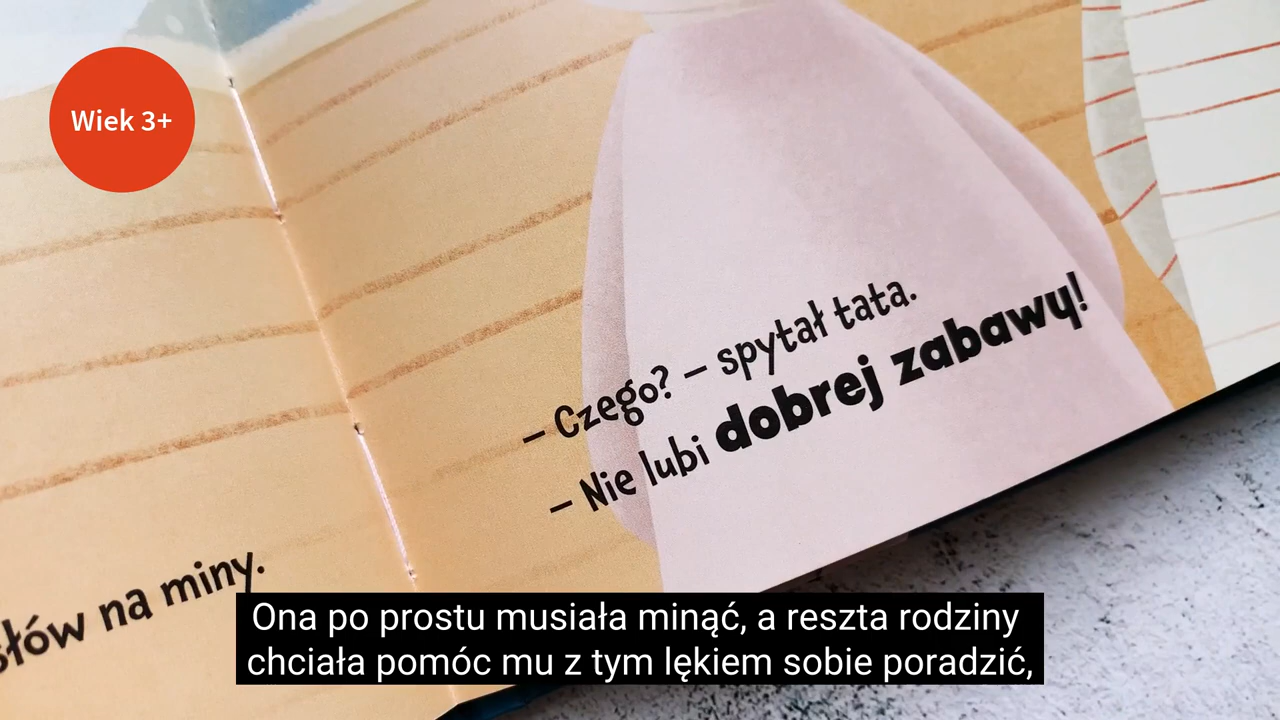 Wiek 3+
– Czego? – spytał tata.
– Nie lubi dobrej zabawy!
na miny.
Ona po prostu musiała minąć, a reszta rodziny
chciała pomóc mu z tym lękiem sobie poradzić,